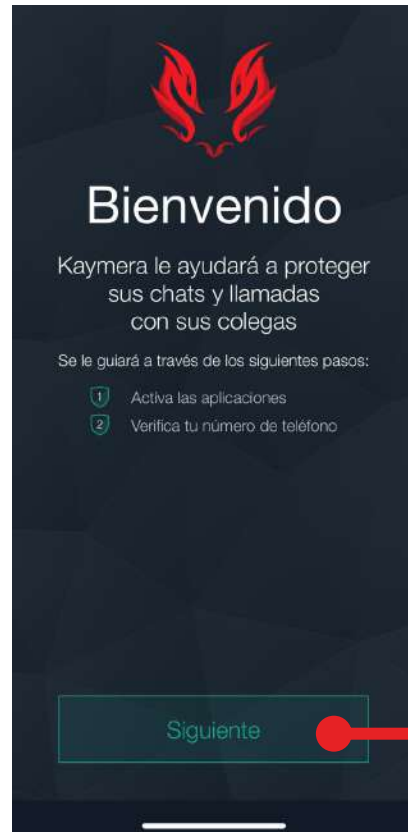 Bienvenido
Kaymera le ayudará a proteger
sus chats y llamadas
con sus colegas
Se le guiará a través de los siguientes pasos:
1 Activa las aplicaciones
2 Verifica tu número de teléfono
Siguiente